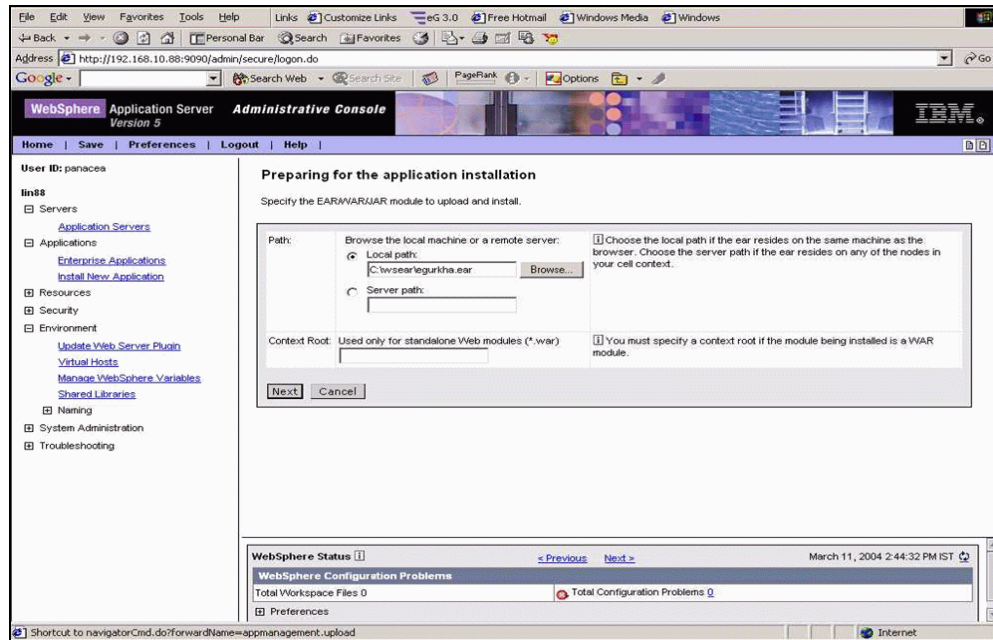 File Edit View Favorites Tools Help Links Customize Links eG 3.0 Free Hotmail Windows Media Windows
Back Personal Bar Search Favorites
Address http://192.168.10.88:9090/admin/secure/logon.do Go
Google Search Web Search Site PageRank Options
WebSphere Application Server Administrative Console
Version 5
IBM
Home | Save | Preferences | Logout | Help |
User ID: panacea
lin88
Servers
Application Servers
Applications
Enterprise Applications
Install New Application
Resources
Security
Environment
Update Web Server Plugin
Virtual Hosts
Manage WebSphere Variables
Shared Libraries
Naming
System Administration
Troubleshooting
Preparing for the application installation
Specify the EAR/WAR/JAR module to upload and install.
Path:
Browse the local machine or a remote server:
Local path:
C:\wsear\egurkha.ear Browse...
Server path:
Choose the local path if the ear resides on the same machine as the
browser. Choose the server path if the ear resides on any of the nodes in
your cell context.
Context Root: Used only for standalone Web modules (*.war)
You must specify a context root if the module being installed is a WAR
module.
Next Cancel
WebSphere Status < Previous Next > March 11, 2004 2:44:32 PM IST
WebSphere Configuration Problems
Total Workspace Files 0 Total Configuration Problems 0
Preferences
Shortcut to navigatorCmd.do?forwardName=appmanagement.upload Internet